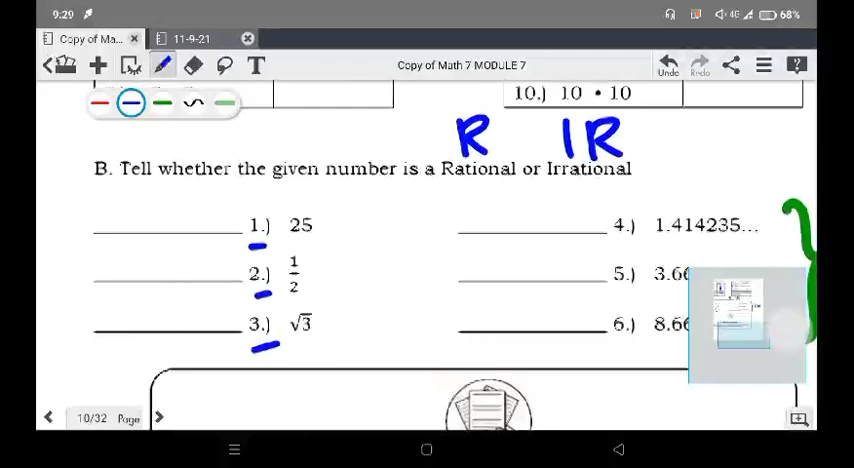 9:29 4G 68%
Copy of Ma... 11-9-21
T Copy of Math 7 MODULE 7 Undo Redo
10.) 10 • 10
R IR
B. Tell whether the given number is a Rational or Irrational
1.) 25 4.) 1.414235...
2.) 1/2 5.) 3.66
3.) √3 6.) 8.66
10/32 Page